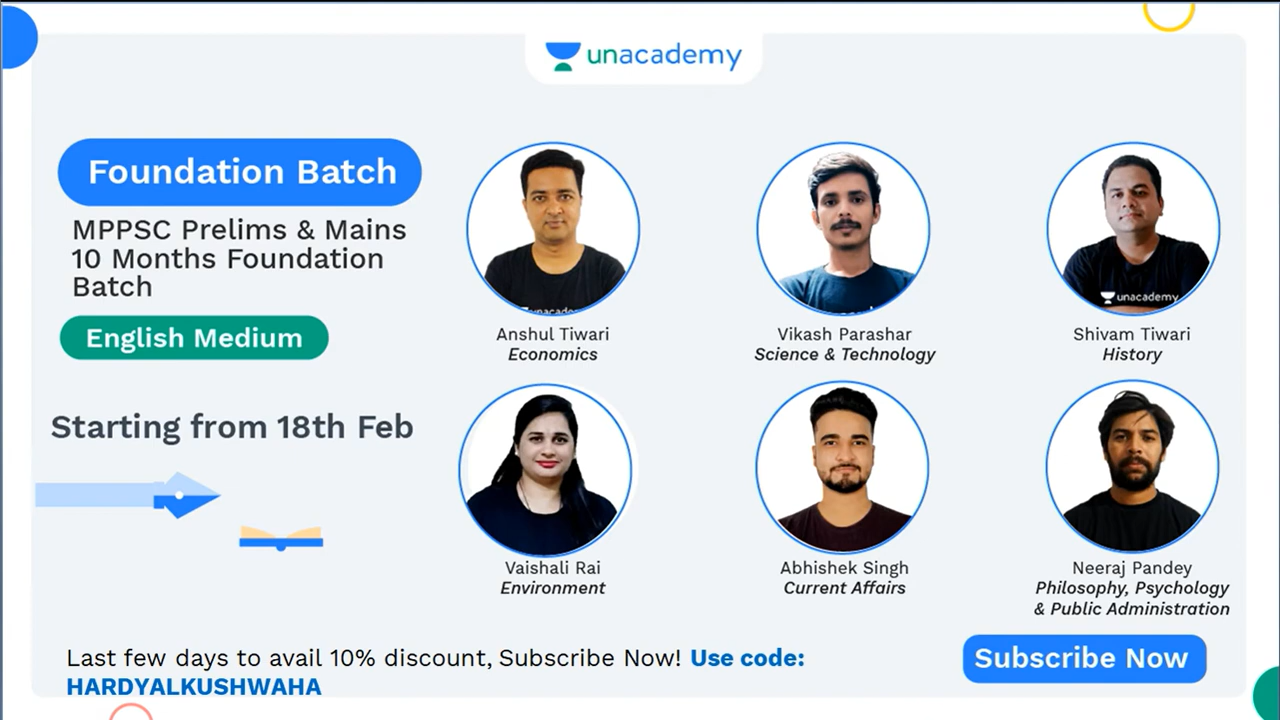 unacademy
Foundation Batch
MPPSC Prelims & Mains
10 Months Foundation
Batch
English Medium
Starting from 18th Feb
unacademy
unacademy
Anshul Tiwari
Economics
Vikash Parashar
Science & Technology
Shivam Tiwari
History
Vaishali Rai
Environment
Abhishek Singh
Current Affairs
Neeraj Pandey
Philosophy, Psychology
& Public Administration
Last few days to avail 10% discount, Subscribe Now! Use code:
HARDYALKUSHWAHA
Subscribe Now